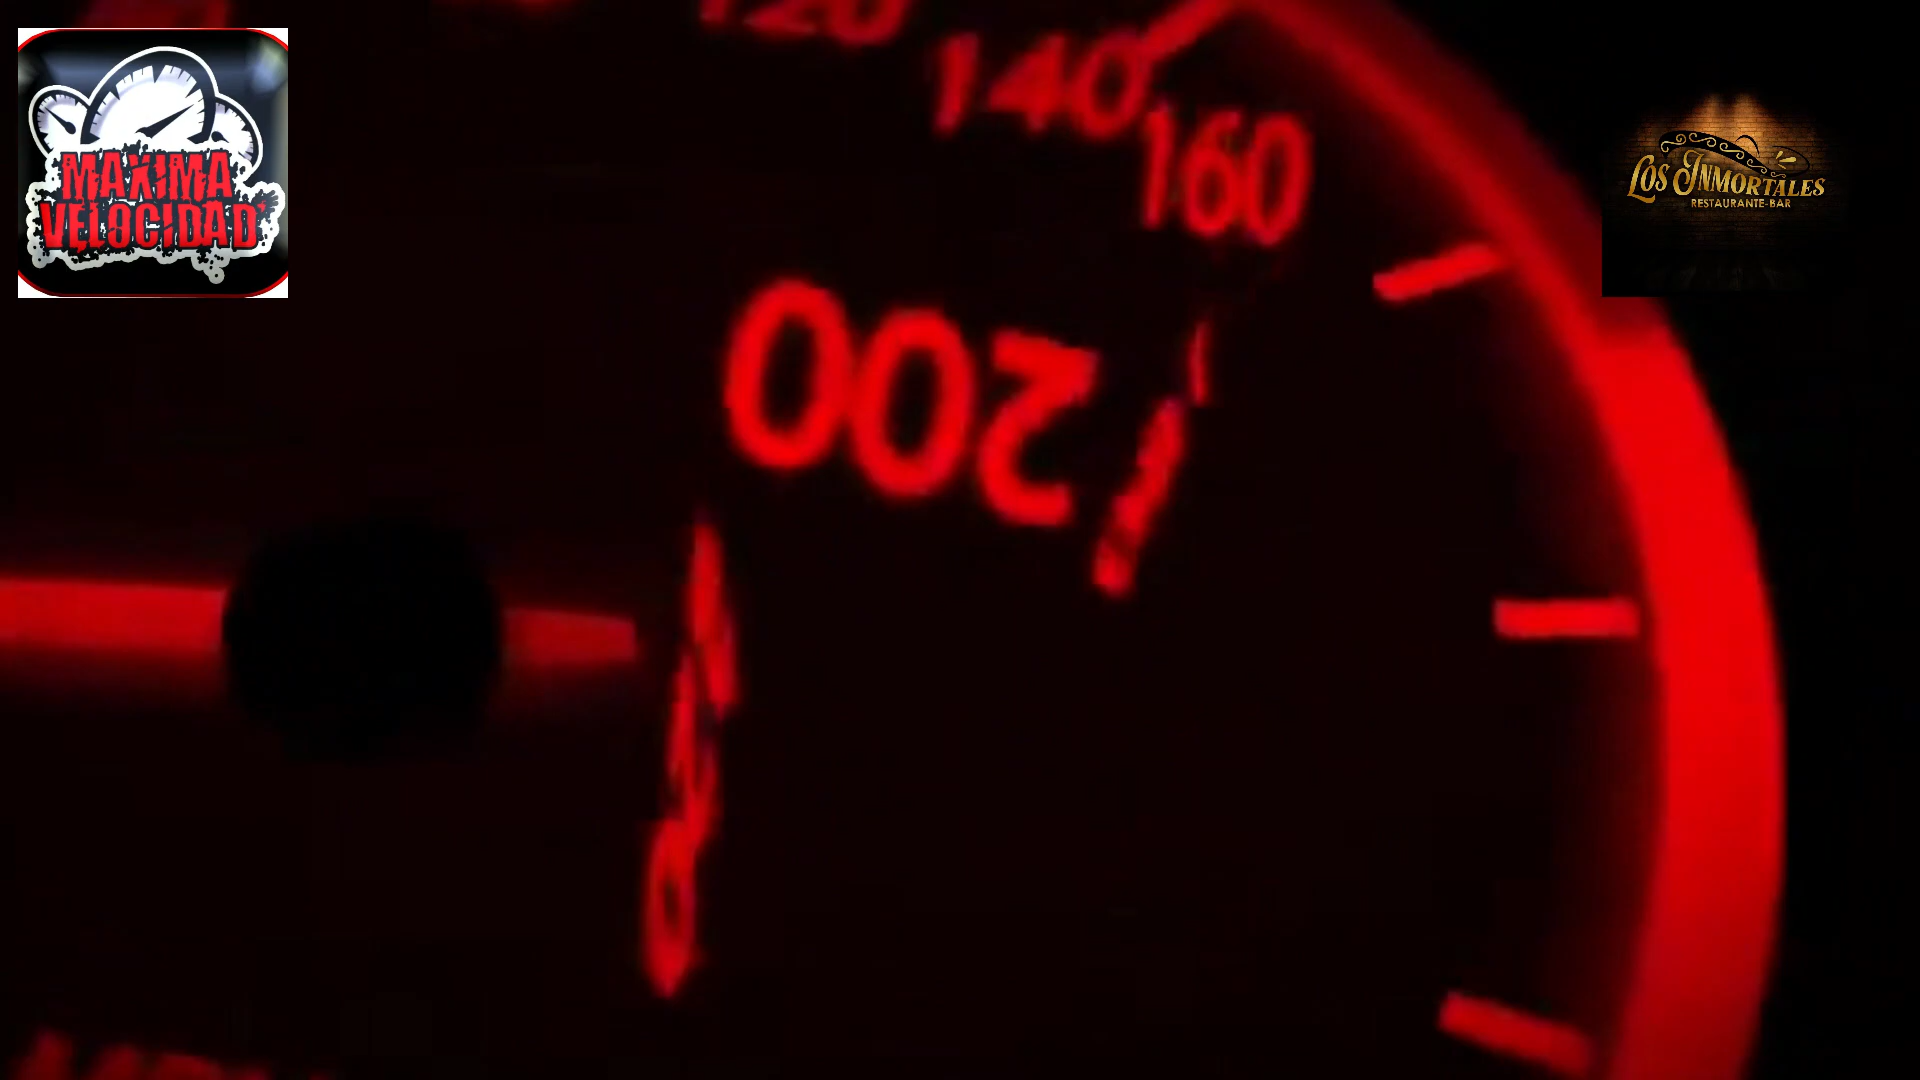 120
140
160
200
MAXIMA
VELOCIDAD
LOS INMORTALES
RESTAURANTE-BAR